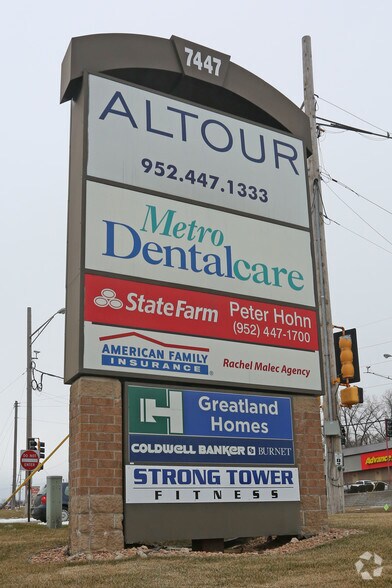 7447
ALTOUR
952.447.1333
Metro
Dentalcare
StateFarm Peter Hohn
(952) 447-1700
AMERICAN FAMILY
INSURANCE
Rachel Malec Agency
H
Greatland
Homes
COLDWELL BANKER
BURNET
STRONG TOWER
FITNESS
Advance